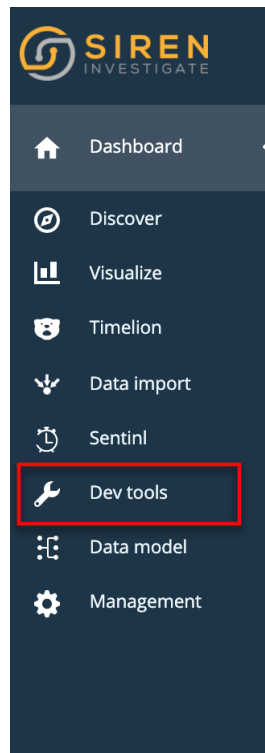 SIREN
INVESTIGATE
Dashboard
Discover
Visualize
Timelion
Data import
Sentinl
Dev tools
Data model
Management